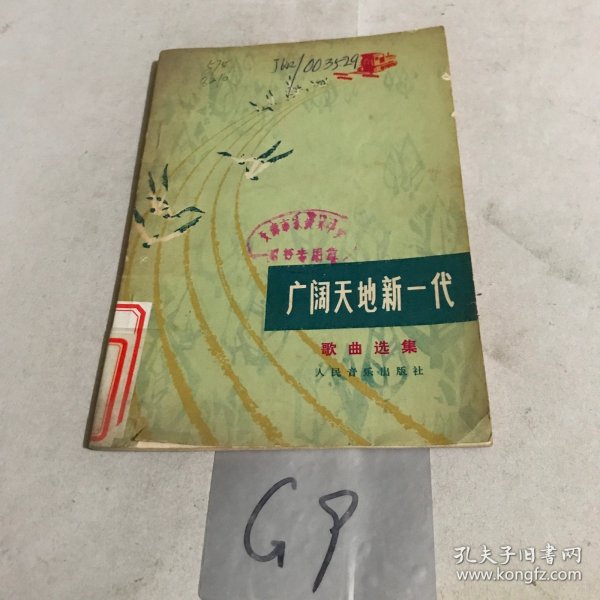 J642/003529
广阔天地新一代
歌曲选集
人民音乐出版社
G9
孔夫子旧书网
www.kongfz.com